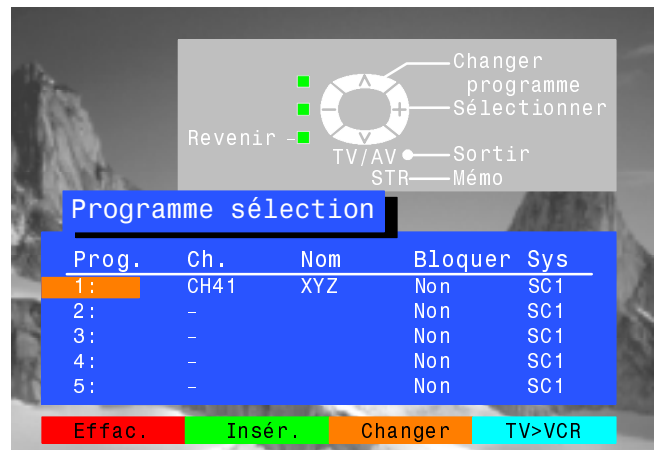 Changer
programme
Sélectionner
Revenir
TV/AV
Sortir
STR
Mémo
Programme sélection
Prog. Ch. Nom Bloquer Sys
1: CH41 XYZ Non SC1
2: - Non SC1
3: - Non SC1
4: - Non SC1
5: - Non SC1
Effac. Insér. Changer TV>VCR